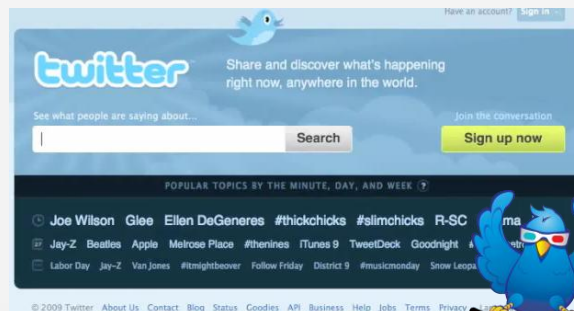 Have an account? Sign in
twitter
Share and discover what's happening
right now, anywhere in the world.
See what people are saying about...
Join the conversation
Search
Sign up now
POPULAR TOPICS BY THE MINUTE, DAY, AND WEEK ?
Joe Wilson Glee Ellen DeGeneres #thickchicks #slimchicks R-SC
Jay-Z Beatles Apple Melrose Place #thenines iTunes 9 TweetDeck Goodnight
Labor Day Jay-Z Van Jones #itmightbeover Follow Friday District 9 #musicmonday Snow
© 2009 Twitter About Us Contact Blog Status Goodies API Business Help Jobs Terms Privacy